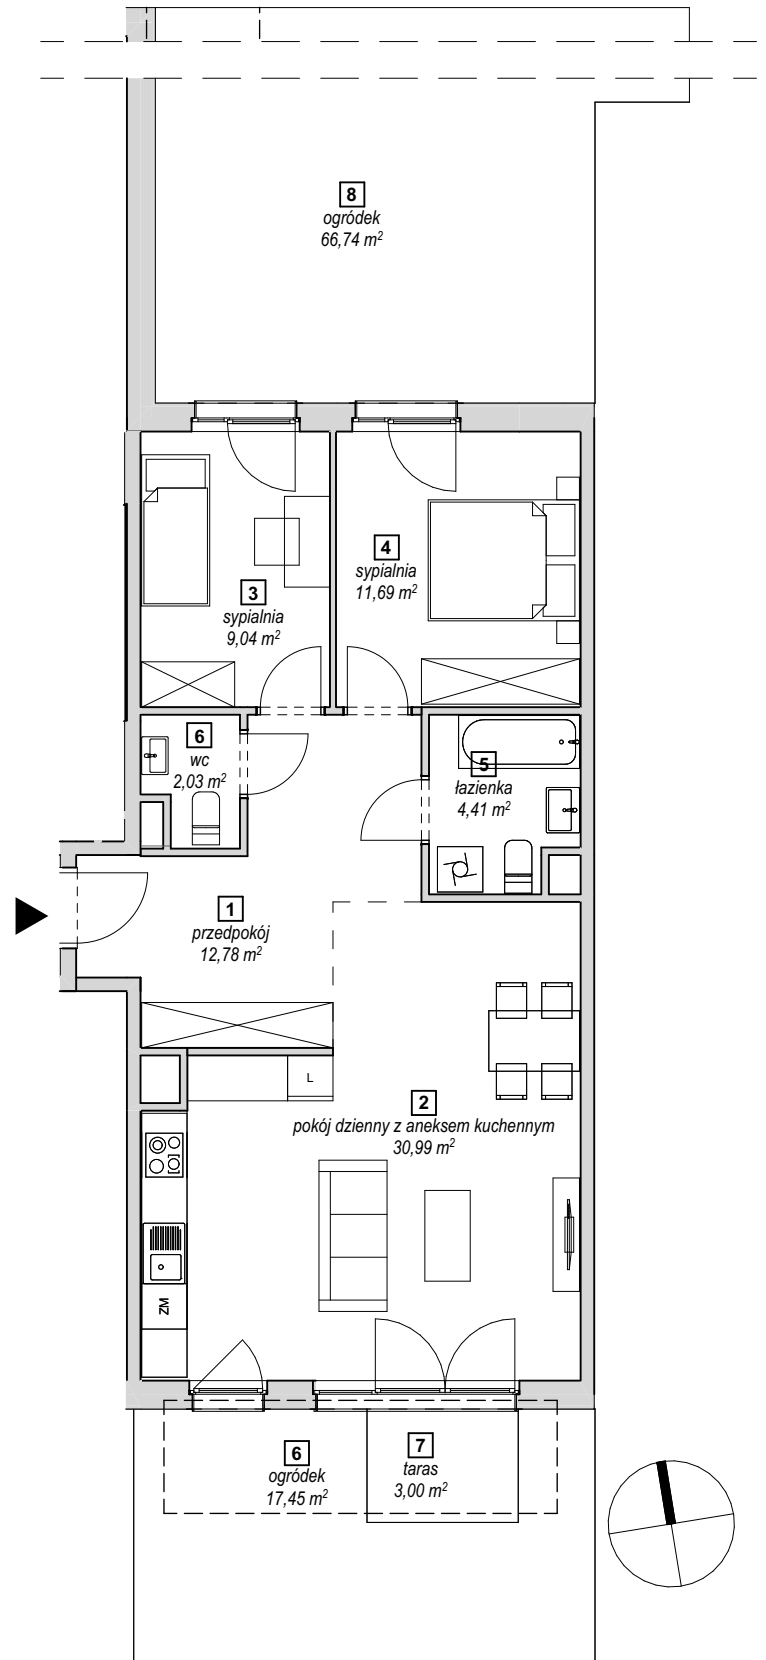 8
ogródek
66,74 m²
4
sypialnia
11,69 m²
3
sypialnia
9,04 m²
6
wc
2,03 m²
5
łazienka
4,41 m²
1
przedpokój
12,78 m²
L
2
pokój dzienny z aneksem kuchennym
30,99 m²
ZM
6
ogródek
17,45 m²
7
taras
3,00 m²